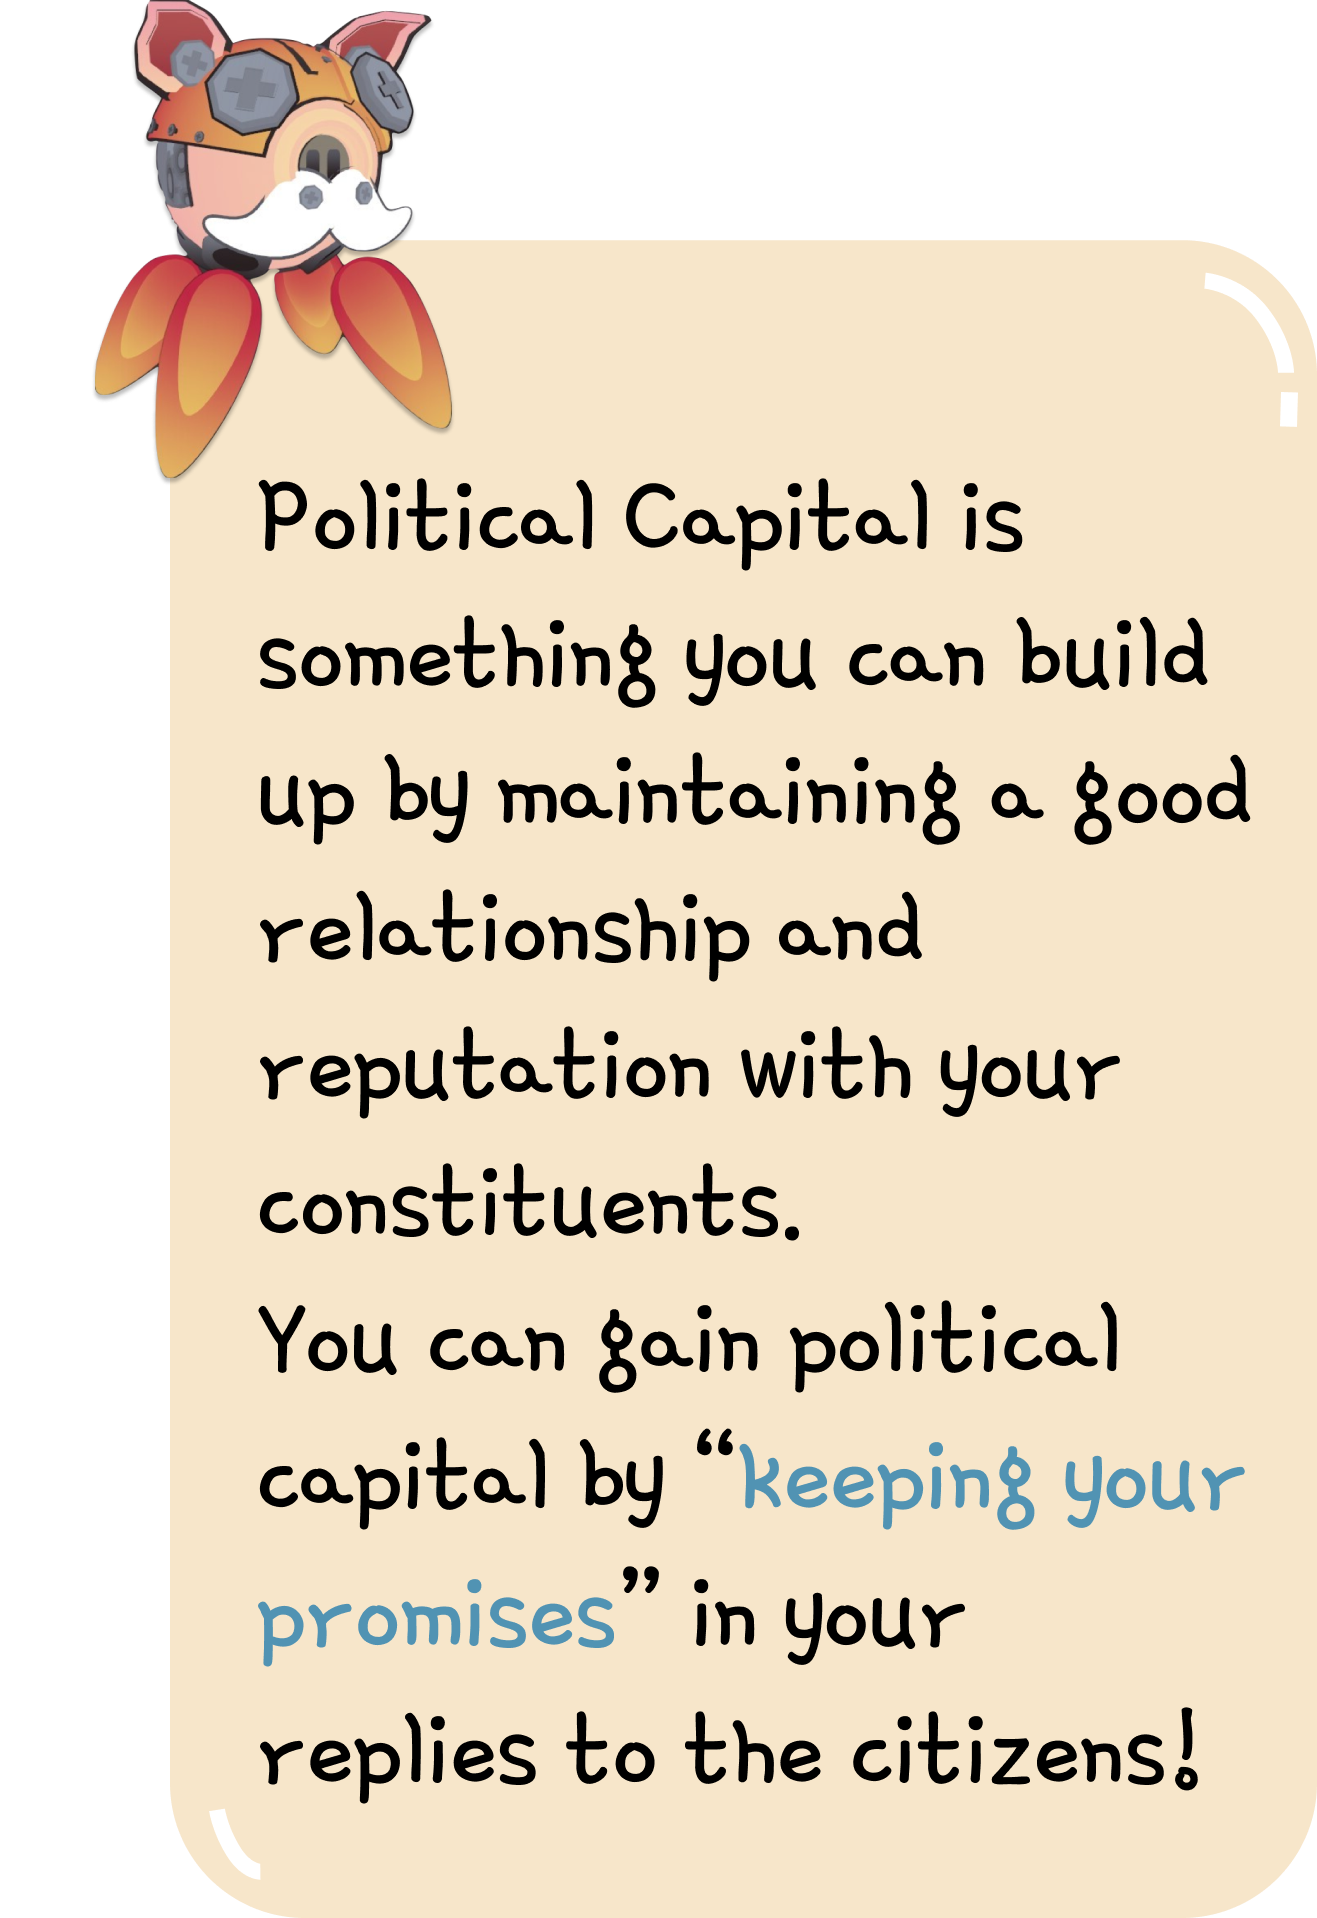 Political Capital is
something you can build
up by maintaining a good
relationship and
reputation with your
constituents.
You can gain political
capital by “keeping your
promises” in your
replies to the citizens!